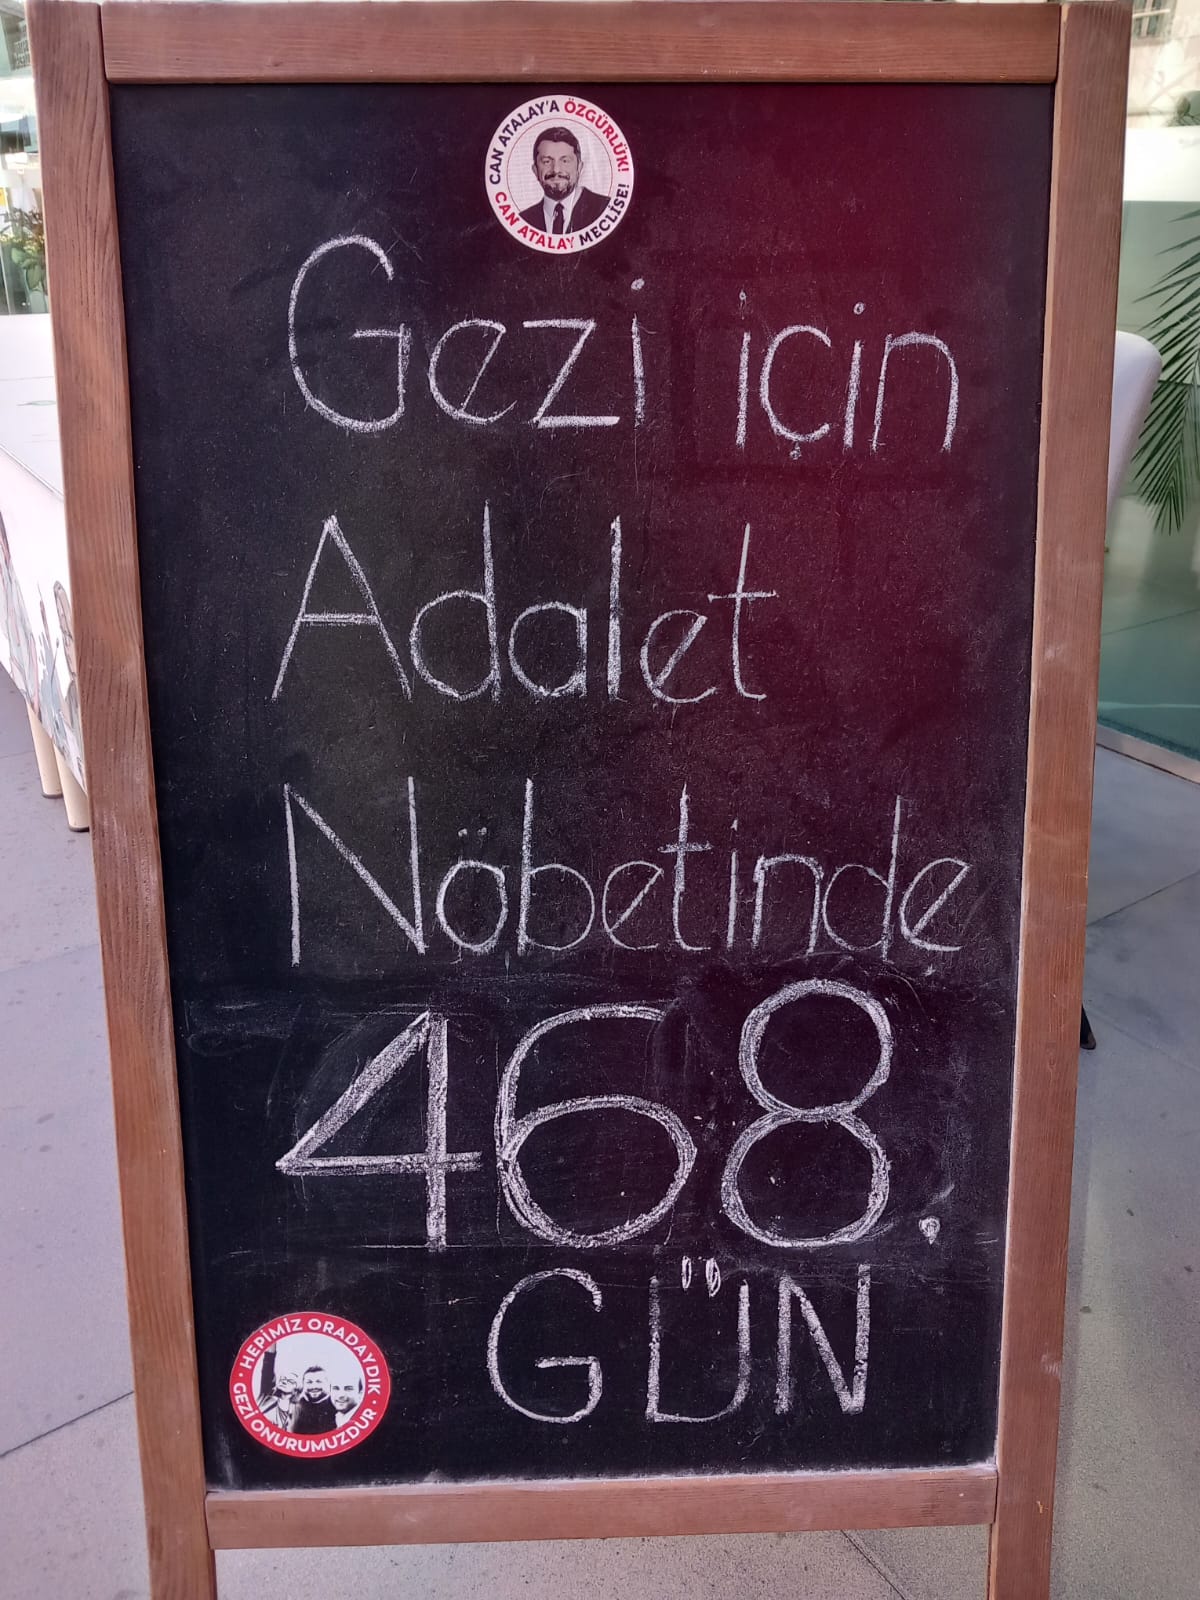 CAN ATALAY'A ÖZGÜRLÜK!
CAN ATALAY MECLİSE!
Gezi için
Adalet
Nöbetinde
468.
GÜN
HEPİMİZ ORADAYDIK
GEZİ ONURUMUZDUR